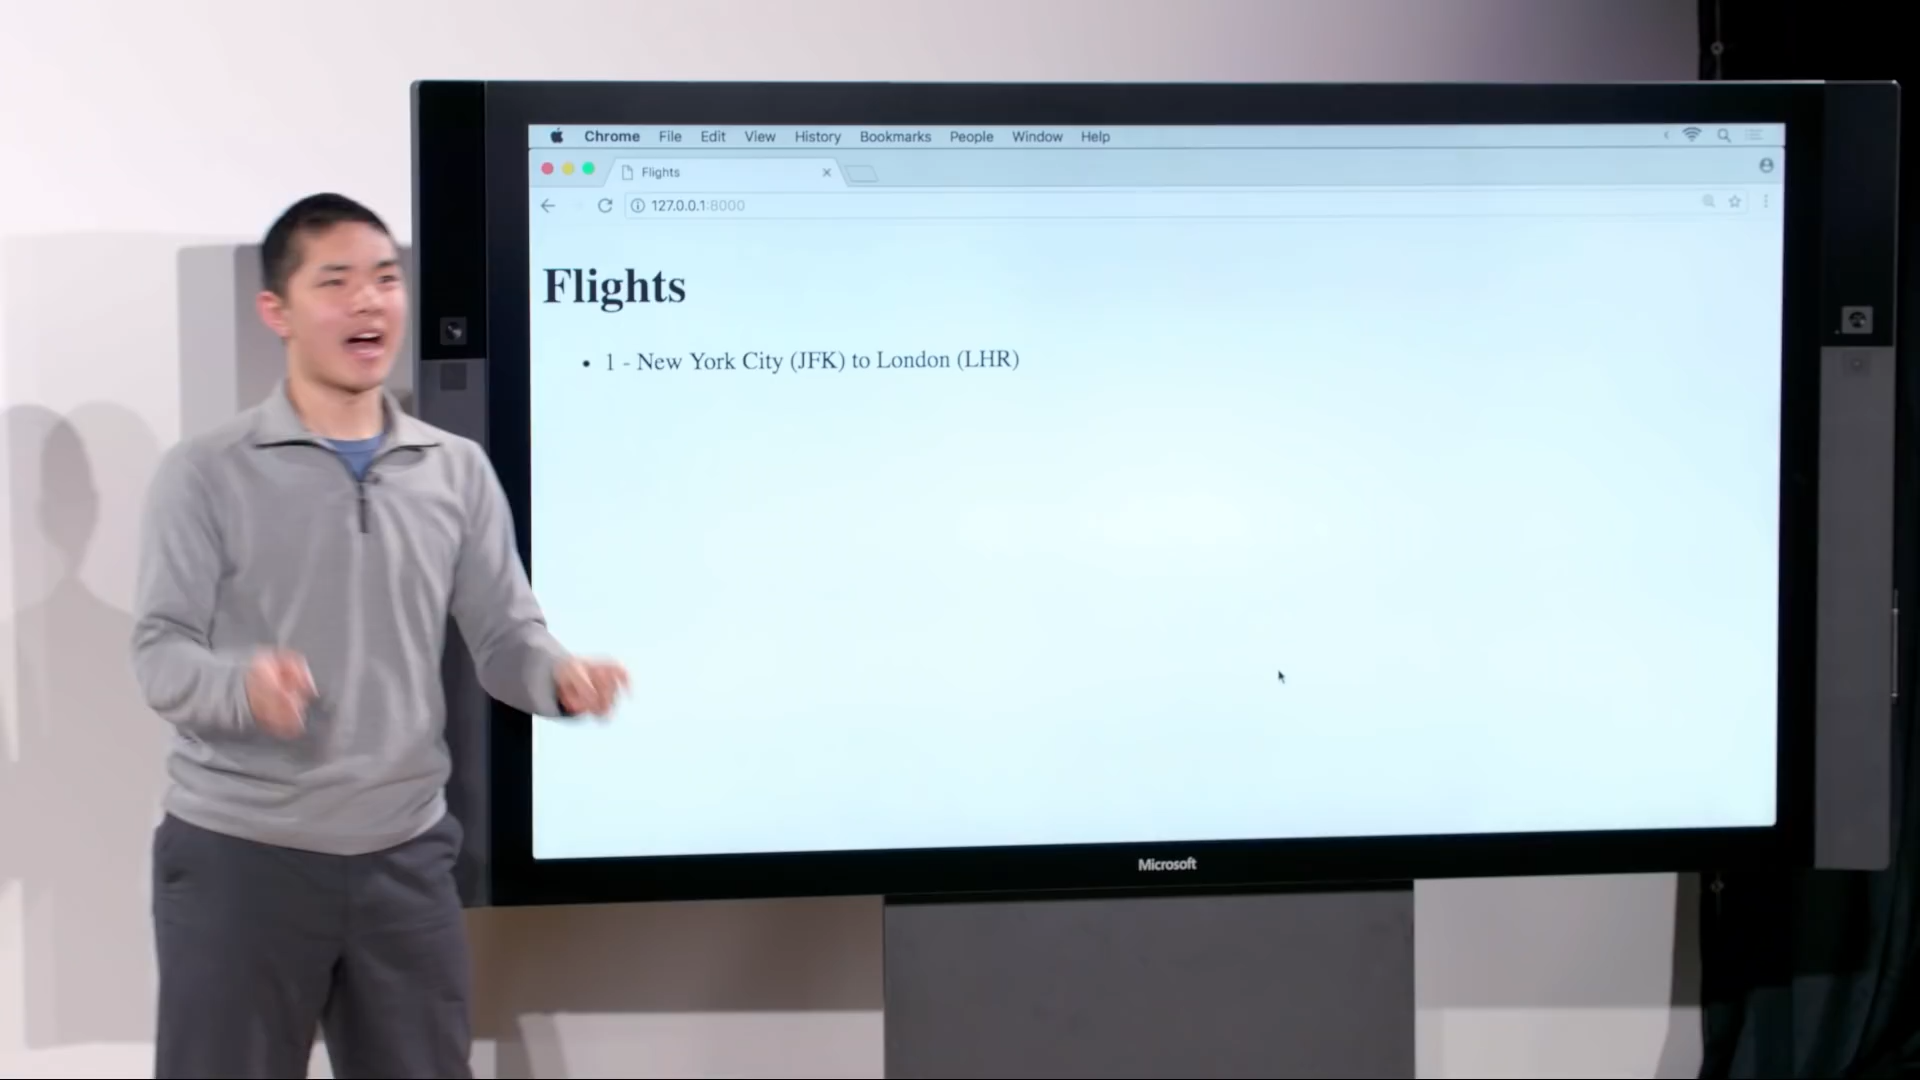 Chrome File Edit View History Bookmarks People Window Help
Flights
127.0.0.1:8000
Flights
1 - New York City (JFK) to London (LHR)
Microsoft